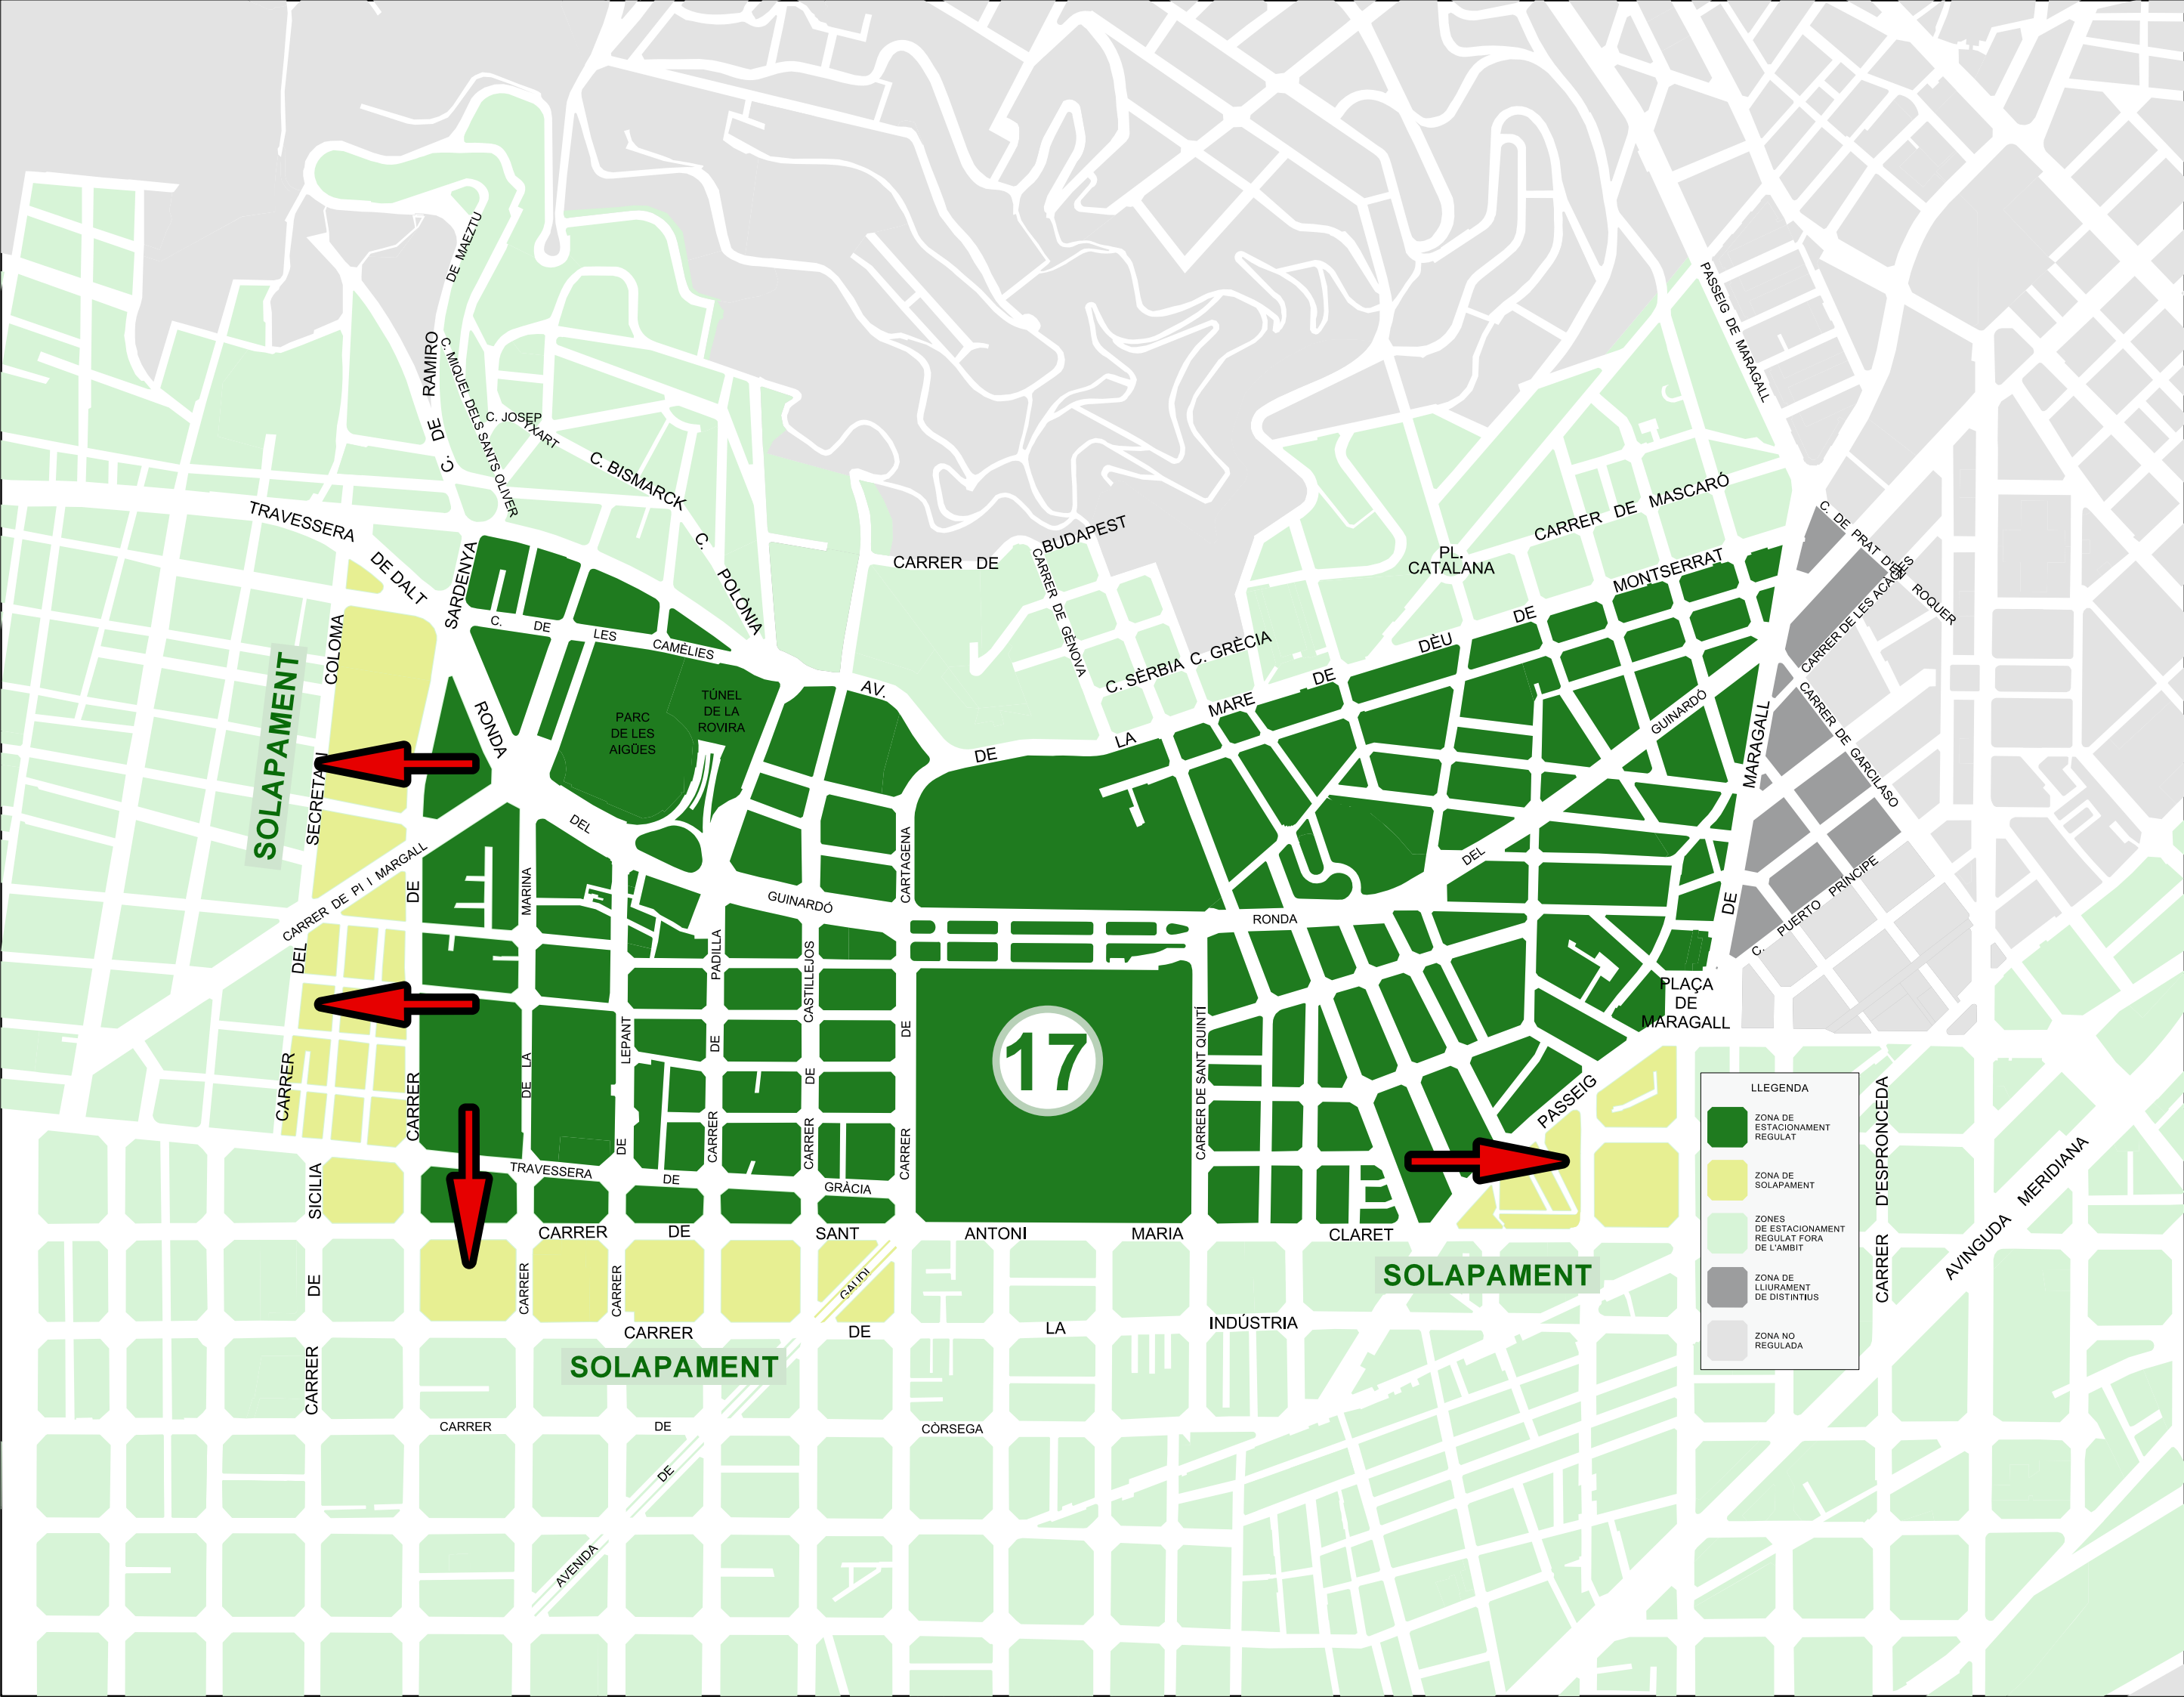 PASSEIG DE MARAGALL
DE MAEZTU
C. DE RAMIRO
C. MIQUEL DELS SANTS OLIVER
C. JOSEP
YXART
C. BISMARCK
C. POLÒNIA
TRAVESSERA
DE DALT
SARDENYA
CARRER DE
BUDAPEST
CARRER DE GÈNOVA
PL.
CATALANA
CARRER DE MASCARÓ
C. DE PRAT D'EN ROQUER
CARRER DE LES ACÀCIES
MONTSERRAT
DE
DÈU
DE
MARE
LA
DE
AV.
C. SÈRBIA
C. GRÈCIA
C. DE LES CAMÈLIES
COLOMA
SECRETARI
DEL
CARRER
SOLAPAMENT
RONDA
DEL
GUINARDÓ
PARC
DE LES
AIGÜES
TÚNEL
DE LA
ROVIRA
GUINARDÓ
DEL
RONDA
MARAGALL
DE
CARRER DE GARCILASO
C. PUERTO PRINCIPE
CARRER DE PI I MARGALL
DE
CARRER
MARINA
DE LA
CARRER
LEPANT
DE
CARRER
PADILLA
DE
CARRER
CASTILLEJOS
DE
CARRER
CARTAGENA
DE
CARRER
17
CARRER DE SANT QUINTÍ
PLAÇA
DE
MARAGALL
PASSEIG
TRAVESSERA DE GRÀCIA
SICILIA
DE
CARRER
CARRER DE SANT ANTONI MARIA CLARET
GAUDI
DE
AVENIDA
CARRER DE LA INDÚSTRIA
SOLAPAMENT
SOLAPAMENT
CARRER DE CÒRSEGA
CARRER D'ESPRONCEDA
AVINGUDA MERIDIANA
LLEGENDA
ZONA DE
ESTACIONAMENT
REGULAT
ZONA DE
SOLAPAMENT
ZONES
DE ESTACIONAMENT
REGULAT FORA
DE L'AMBIT
ZONA DE
LLIURAMENT
DE DISTINTIUS
ZONA NO
REGULADA